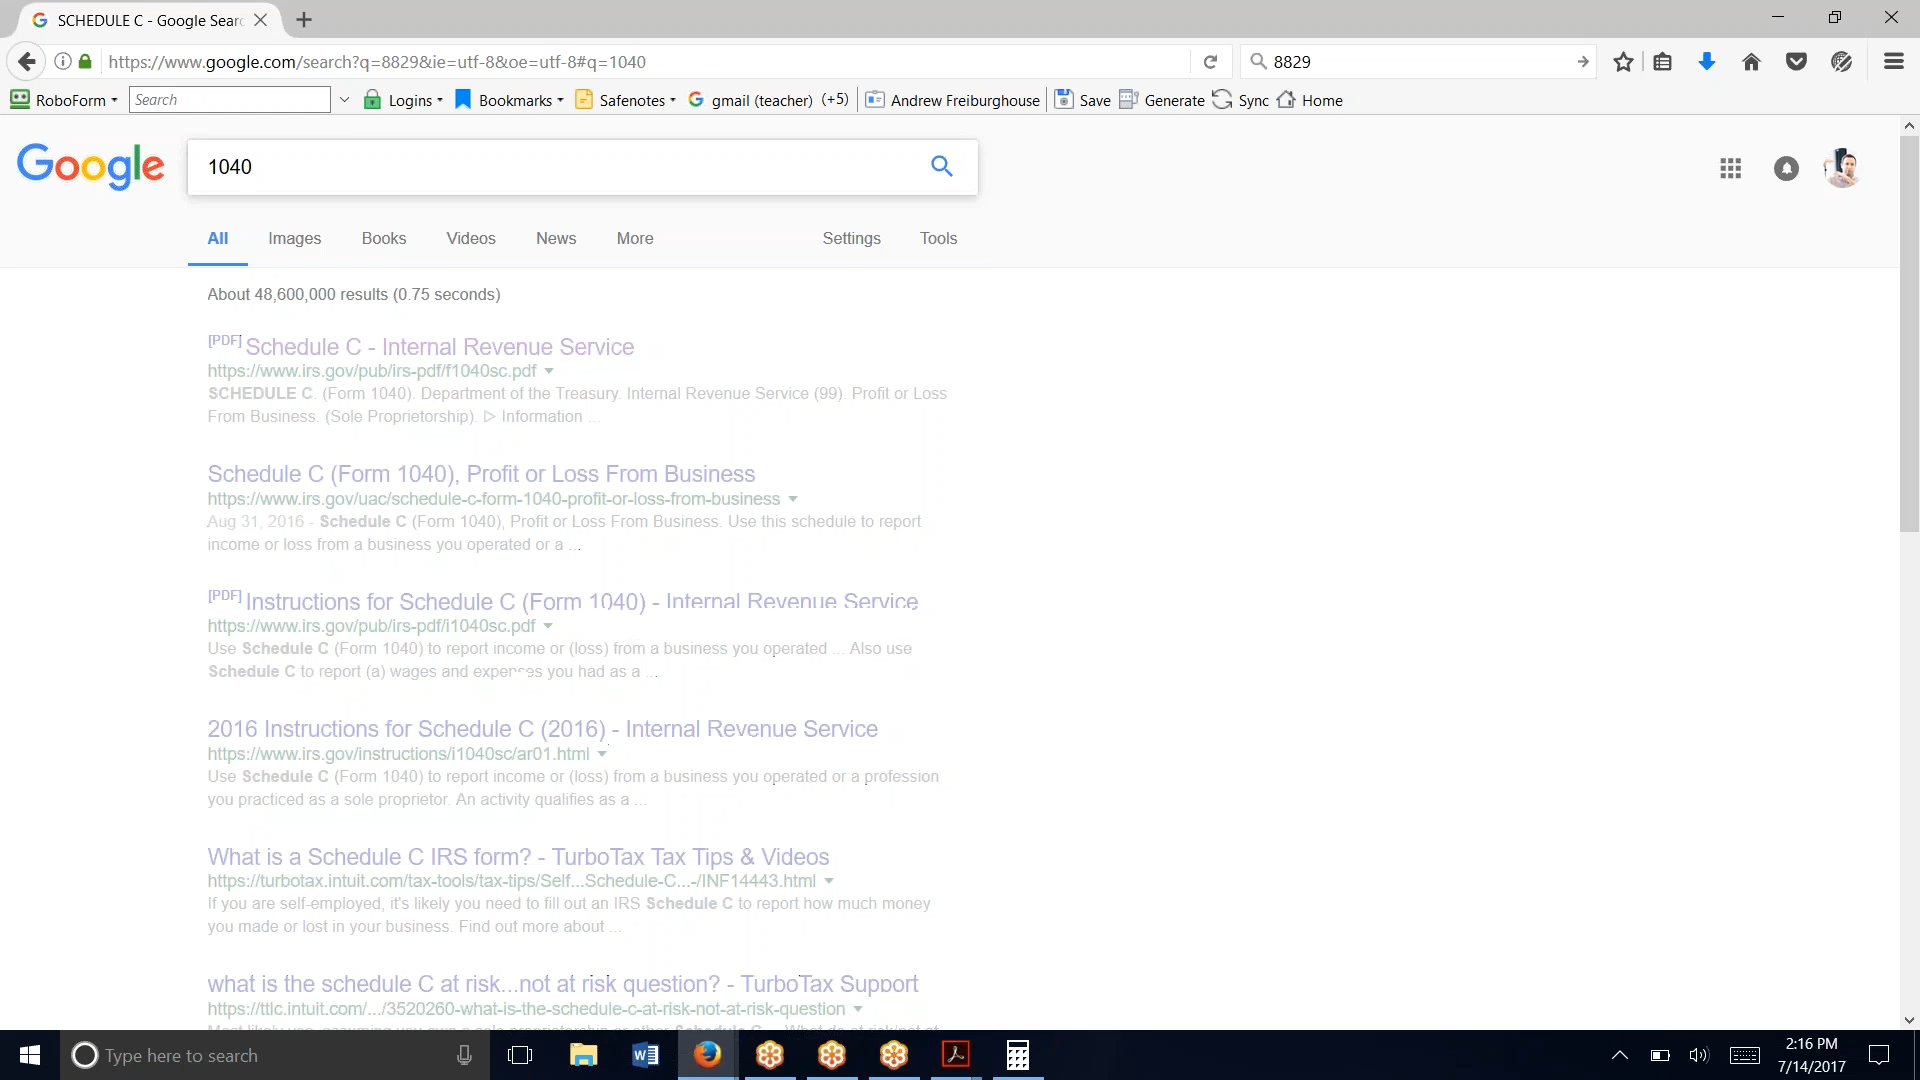 SCHEDULE C - Google Sear
https://www.google.com/search?q=8829&ie=utf-8&oe=utf-8#q=1040
8829
RoboForm
Search
Logins
Bookmarks
Safenotes
gmail (teacher) (+5)
Andrew Freiburghouse
Save
Generate
Sync
Home
Google
1040
All Images Books Videos News More Settings Tools
About 48,600,000 results (0.75 seconds)
[PDF] Schedule C - Internal Revenue Service
https://www.irs.gov/pub/irs-pdf/f1040sc.pdf
SCHEDULE C. (Form 1040). Department of the Treasury. Internal Revenue Service (99). Profit or Loss
From Business. (Sole Proprietorship). ▷ Information ...
Schedule C (Form 1040), Profit or Loss From Business
https://www.irs.gov/uac/schedule-c-form-1040-profit-or-loss-from-business
Aug 31, 2016 - Schedule C (Form 1040), Profit or Loss From Business. Use this schedule to report
income or loss from a business you operated or a ...
[PDF] Instructions for Schedule C (Form 1040) - Internal Revenue Service
https://www.irs.gov/pub/irs-pdf/i1040sc.pdf
Use Schedule C (Form 1040) to report income or (loss) from a business you operated ... Also use
Schedule C to report (a) wages and expenses you had as a ...
2016 Instructions for Schedule C (2016) - Internal Revenue Service
https://www.irs.gov/instructions/i1040sc/ar01.html
Use Schedule C (Form 1040) to report income or (loss) from a business you operated or a profession
you practiced as a sole proprietor. An activity qualifies as a ...
What is a Schedule C IRS form? - TurboTax Tax Tips & Videos
https://turbotax.intuit.com/tax-tools/tax-tips/Self...Schedule-C...-/INF14443.html
If you are self-employed, it's likely you need to fill out an IRS Schedule C to report how much money
you made or lost in your business. Find out more about ...
what is the schedule C at risk...not at risk question? - TurboTax Support
https://ttlc.intuit.com/.../3520260-what-is-the-schedule-c-at-risk-not-at-risk-question
Type here to search
2:16 PM
7/14/2017